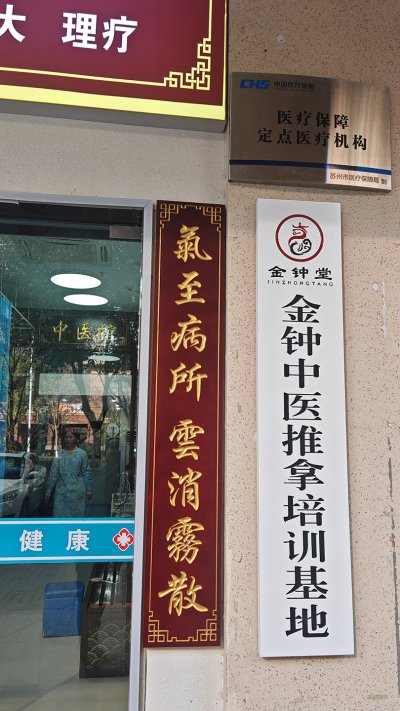 大 理疗
CHS 中国医疗保障
医疗保障
定点医疗机构
苏州市医疗保障局 制
氣至病所 雲消霧散
金钟堂
JINZHONGTANG
金钟中医推拿培训基地
中医
健康